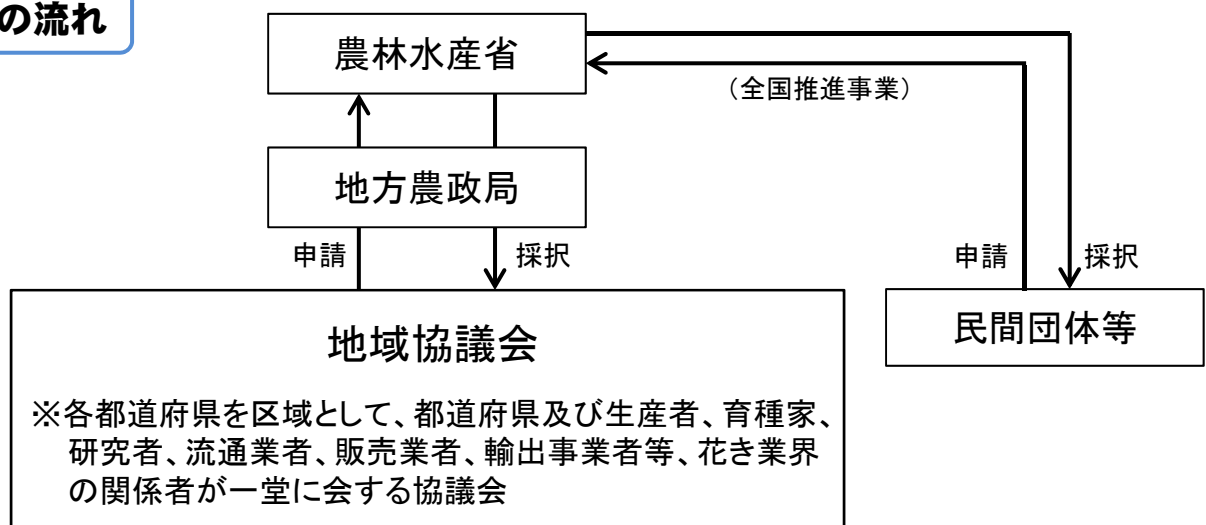 の流れ
農林水産省
（全国推進事業）
地方農政局
申請
採択
申請
採択
地域協議会
民間団体等
※各都道府県を区域として、都道府県及び生産者、育種家、
研究者、流通業者、販売業者、輸出事業者等、花き業界
の関係者が一堂に会する協議会